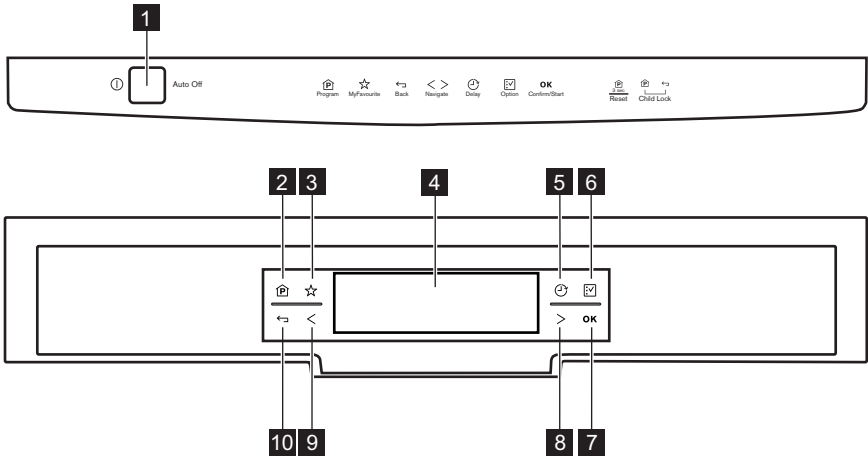 1
Auto Off
P P P
Program MyFavourite Back Navigate Delay Option OK Confirm/Start 3 sec Reset Child Lock
2 3 4 5 6
P
OK
10 9 8 7